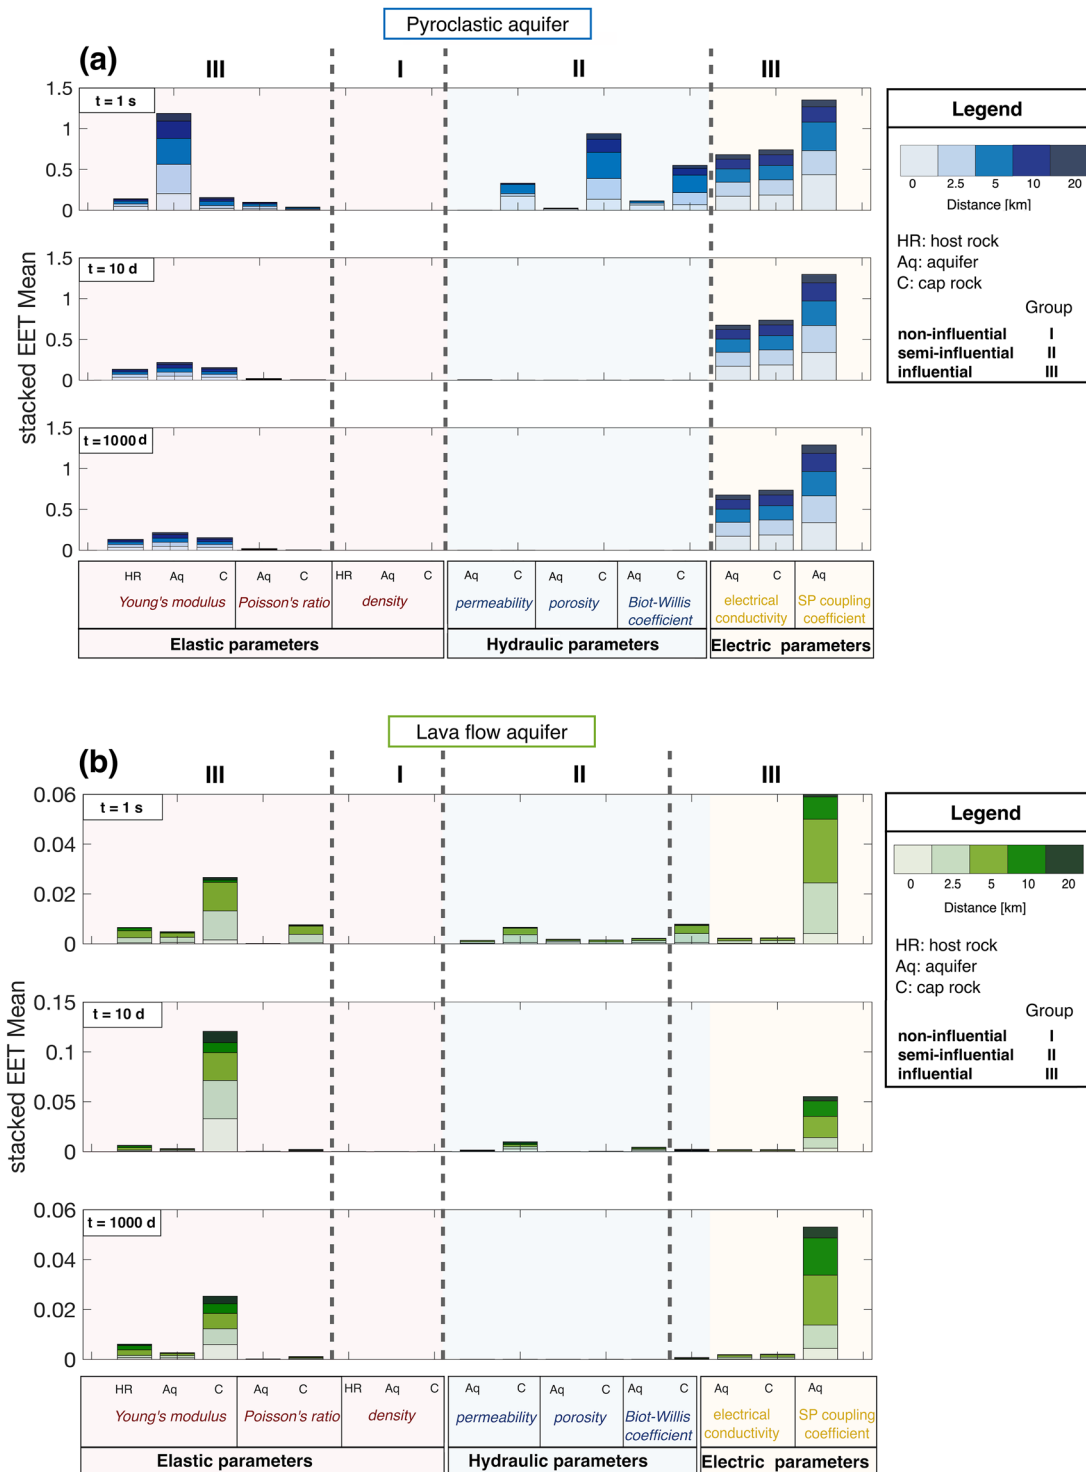 Pyroclastic aquifer
(a)
III I II III
t = 1 s
1.5
1
0.5
0
t = 10 d
1.5
1
0.5
0
t = 1000 d
1.5
1
0.5
0
stacked EET Mean
HR Aq C Aq C HR Aq C Aq C Aq C Aq C Aq C Aq
Young's modulus Poisson's ratio density permeability porosity Biot-Willis coefficient electrical conductivity SP coupling coefficient
Elastic parameters Hydraulic parameters Electric parameters
Legend
0 2.5 5 10 20
Distance [km]
HR: host rock
Aq: aquifer
C: cap rock
Group
non-influential I
semi-influential II
influential III
Lava flow aquifer
(b)
III I II III
t = 1 s
0.06
0.04
0.02
0
t = 10 d
0.15
0.1
0.05
0
t = 1000 d
0.06
0.04
0.02
0
stacked EET Mean
HR Aq C Aq C HR Aq C Aq C Aq C Aq C Aq C Aq
Young's modulus Poisson's ratio density permeability porosity Biot-Willis coefficient electrical conductivity SP coupling coefficient
Elastic parameters Hydraulic parameters Electric parameters
Legend
0 2.5 5 10 20
Distance [km]
HR: host rock
Aq: aquifer
C: cap rock
Group
non-influential I
semi-influential II
influential III